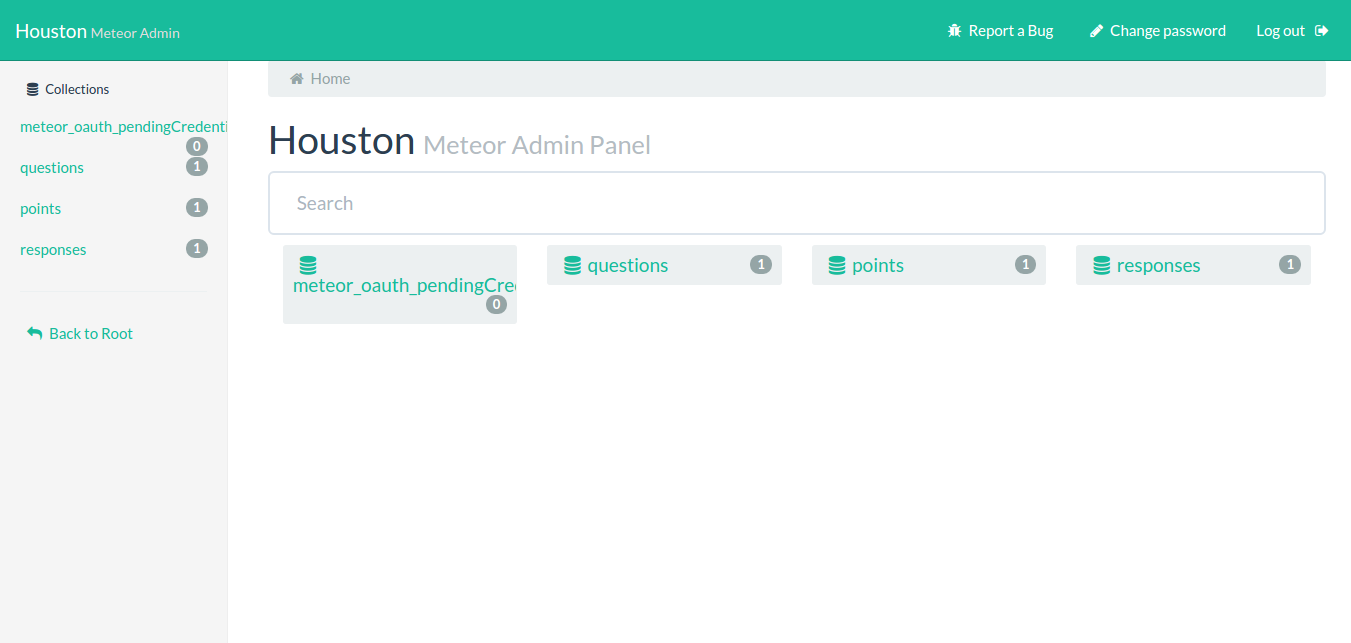 Houston Meteor Admin
Report a Bug
Change password
Log out
Collections
meteor_oauth_pendingCredenti
0
questions 1
points 1
responses 1
Back to Root
Home
Houston Meteor Admin Panel
Search
meteor_oauth_pendingCre
0
questions 1
points 1
responses 1